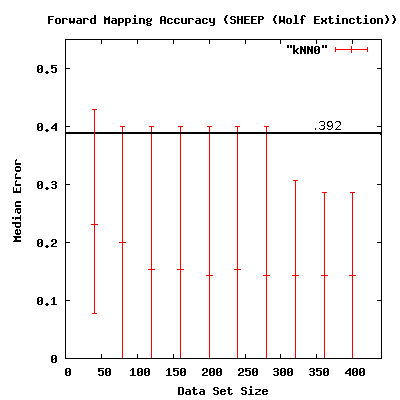 Forward Mapping Accuracy (SHEEP (Wolf Extinction))
"kNN0"
0.5
0.4
.392
0.3
0.2
0.1
0
Median Error
0 50 100 150 200 250 300 350 400
Data Set Size